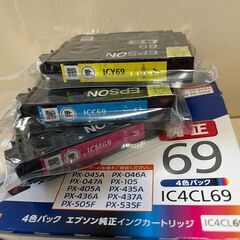 EPSON
69
ICY69
EPSON
69
ICC69
ICM69
純正
69
4色パック
PX-045A PX-046A
PX-047A PX-105
PX-405A PX-435A
PX-436A PX-437A
PX-505F PX-535F
4色パック エプソン純正インクカートリッジ IC4CL69